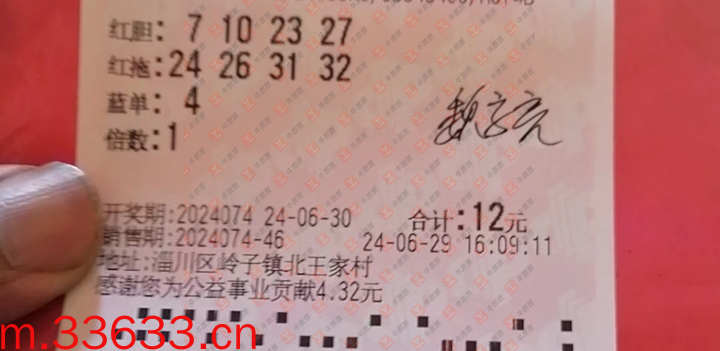 红胆: 7 10 23 27
红拖:24 26 31 32
蓝单: 4
倍数:1
魏言亮
开奖期:2024074 24-06-30 合计:12元
销售期:2024074-46 24-06-29 16:09:11
地址:淄川区岭子镇北王家村
感谢您为公益事业贡献4.32元
m.33633.cn